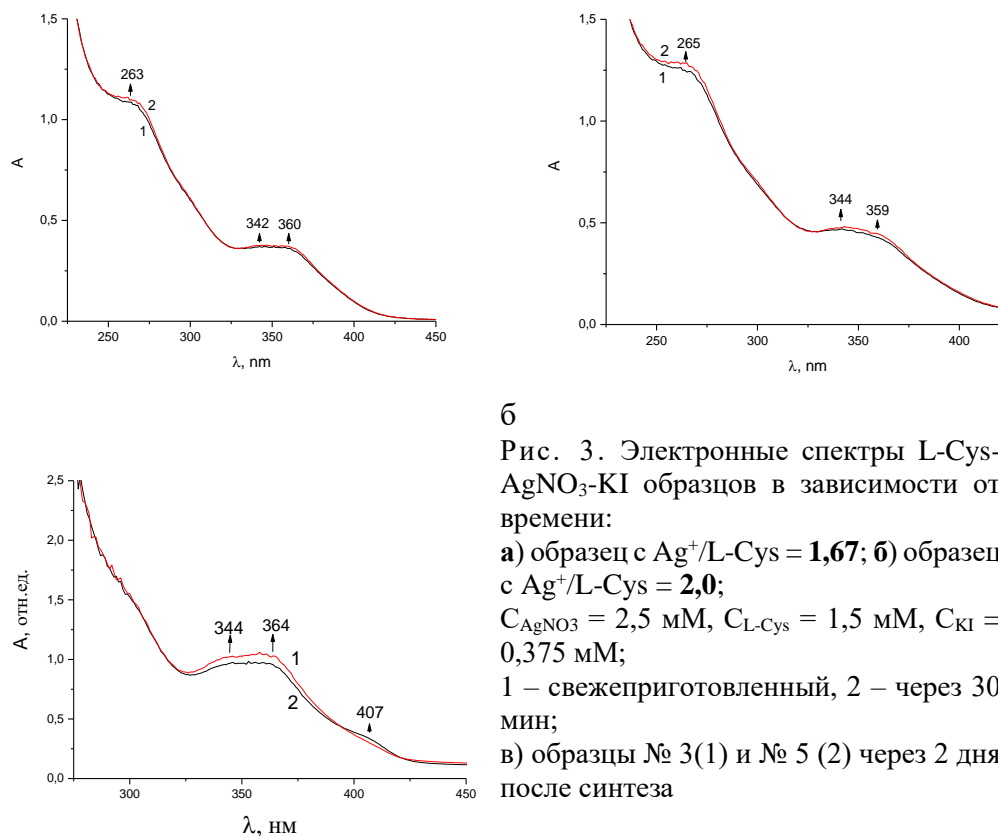 1,5
1,0
0,5
0,0
A
263
2
1
342
360
250
300
350
400
450
λ, nm
1,5
1,0
0,5
0,0
A
2
265
1
344
359
250
300
350
400
λ, nm
б
Рис. 3. Электронные спектры L-Cys-
AgNO₃-KI образцов в зависимости от
времени:
а) образец с Ag⁺/L-Cys = 1,67; б) образец
с Ag⁺/L-Cys = 2,0;
C_AgNO3 = 2,5 мМ, C_L-Cys = 1,5 мМ, C_KI =
0,375 мМ;
1 – свежеприготовленный, 2 – через 30
мин;
в) образцы № 3(1) и № 5 (2) через 2 дня
после синтеза
2,5
2,0
1,5
1,0
0,5
0,0
А, отн.ед.
344
364
1
2
407
300
350
400
450
λ, нм